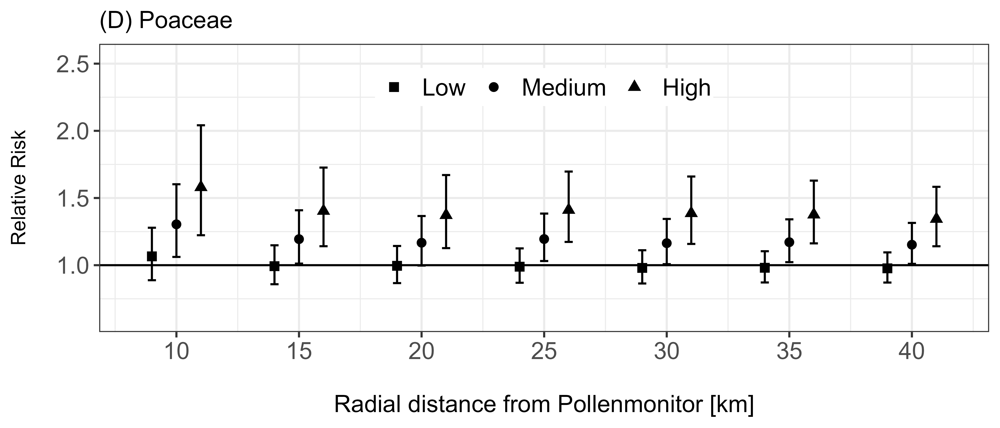 (D) Poaceae
2.5
Low Medium High
2.0
Relative Risk
1.5
1.0
10 15 20 25 30 35 40
Radial distance from Pollenmonitor [km]